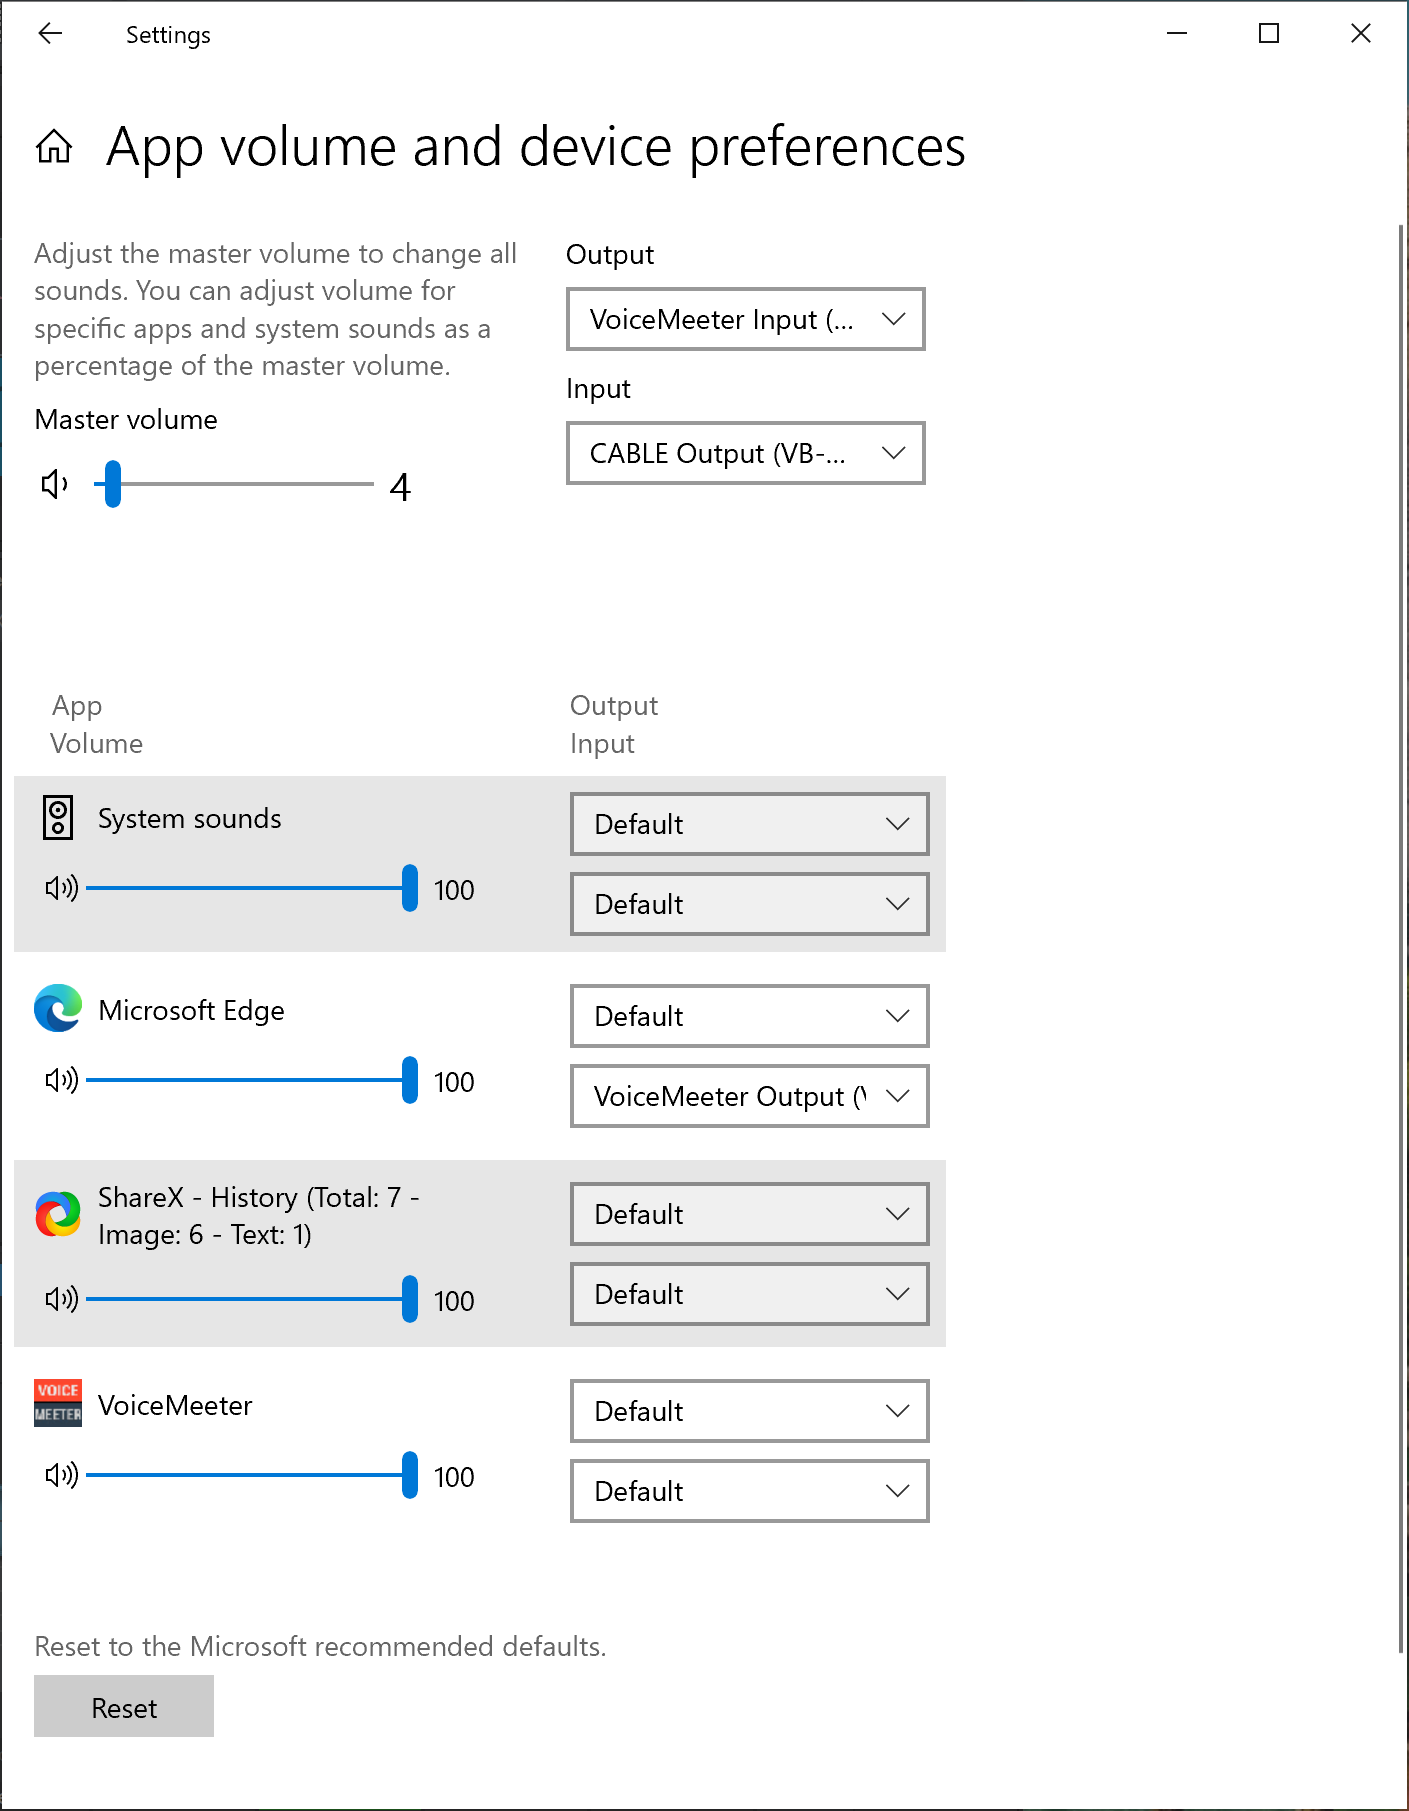 Settings
App volume and device preferences
Adjust the master volume to change all
sounds. You can adjust volume for
specific apps and system sounds as a
percentage of the master volume.
Master volume
4
Output
VoiceMeeter Input (...
Input
CABLE Output (VB-...
App
Volume
Output
Input
System sounds
100
Default
Default
Microsoft Edge
100
Default
VoiceMeeter Output (
ShareX - History (Total: 7 -
Image: 6 - Text: 1)
100
Default
Default
VOICE
MEETER
VoiceMeeter
100
Default
Default
Reset to the Microsoft recommended defaults.
Reset